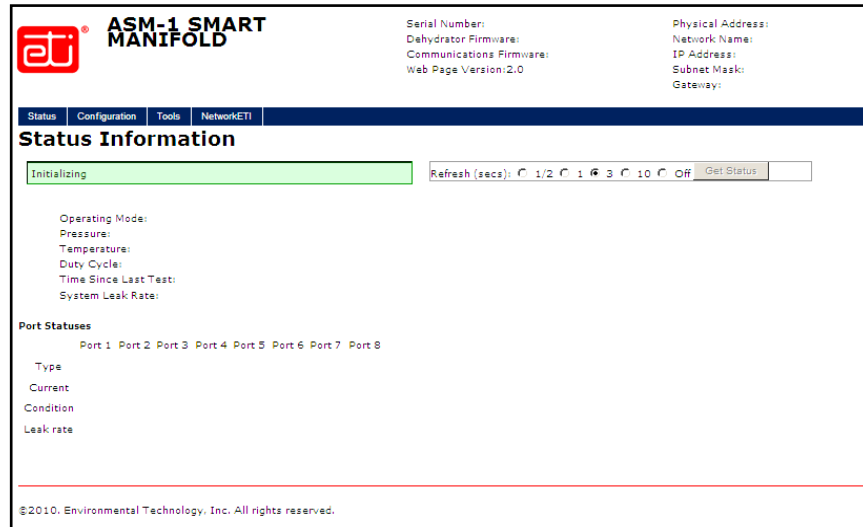 eti®
ASM-1 SMART
MANIFOLD
Serial Number:
Dehydrator Firmware:
Communications Firmware:
Web Page Version:2.0
Physical Address:
Network Name:
IP Address:
Subnet Mask:
Gateway:
Status Configuration Tools NetworkETI
Status Information
Initializing
Refresh (secs): 1/2 1 3 10 Off Get Status
Operating Mode:
Pressure:
Temperature:
Duty Cycle:
Time Since Last Test:
System Leak Rate:
Port Statuses
Port 1 Port 2 Port 3 Port 4 Port 5 Port 6 Port 7 Port 8
Type
Current
Condition
Leak rate
©2010. Environmental Technology, Inc. All rights reserved.